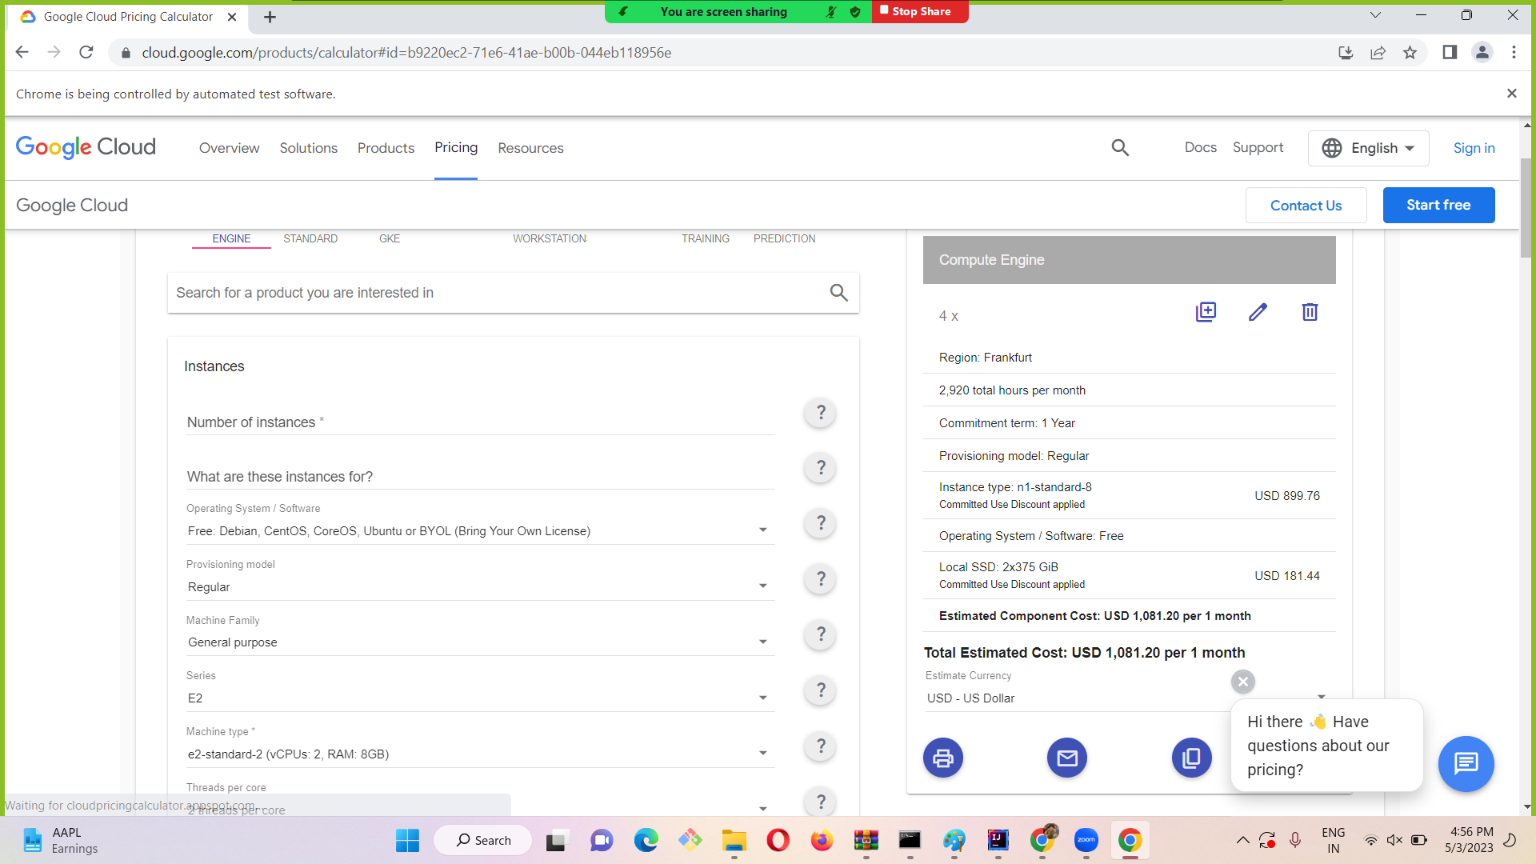 Google Cloud Pricing Calculator
You are screen sharing
Stop Share
cloud.google.com/products/calculator#id=b9220ec2-71e6-41ae-b00b-044eb118956e
Chrome is being controlled by automated test software.
Google Cloud
Overview Solutions Products Pricing Resources
Docs Support English Sign in
Google Cloud
Contact Us Start free
ENGINE STANDARD GKE WORKSTATION TRAINING PREDICTION
Search for a product you are interested in
Instances
Number of instances *
?
What are these instances for?
?
Operating System / Software
Free: Debian, CentOS, CoreOS, Ubuntu or BYOL (Bring Your Own License)
?
Provisioning model
Regular
?
Machine Family
General purpose
?
Series
E2
?
Machine type *
e2-standard-2 (vCPUs: 2, RAM: 8GB)
?
Threads per core
2 threads per core
?
Waiting for cloudpricingcalculator.appspot.com...
Compute Engine
4 x
Region: Frankfurt
2,920 total hours per month
Commitment term: 1 Year
Provisioning model: Regular
Instance type: n1-standard-8
Committed Use Discount applied
USD 899.76
Operating System / Software: Free
Local SSD: 2x375 GiB
Committed Use Discount applied
USD 181.44
Estimated Component Cost: USD 1,081.20 per 1 month
Total Estimated Cost: USD 1,081.20 per 1 month
Estimate Currency
USD - US Dollar
Hi there 👋 Have
questions about our
pricing?
AAPL
Earnings
Search
zoom
ENG
IN
4:56 PM
5/3/2023